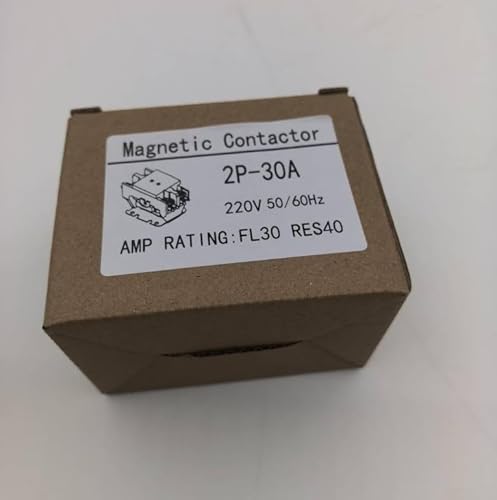 Magnetic Contactor
2P-30A
220V 50/60Hz
AMP RATING:FL30 RES40